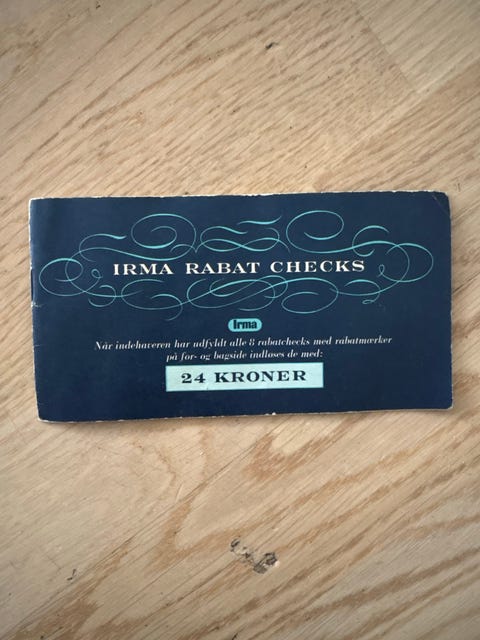 IRMA RABAT CHECKS
Irma
Når indehaveren har udfyldt alle 8 rabatchecks med rabatmærker
på for- og bagside indløses de med:
24 KRONER